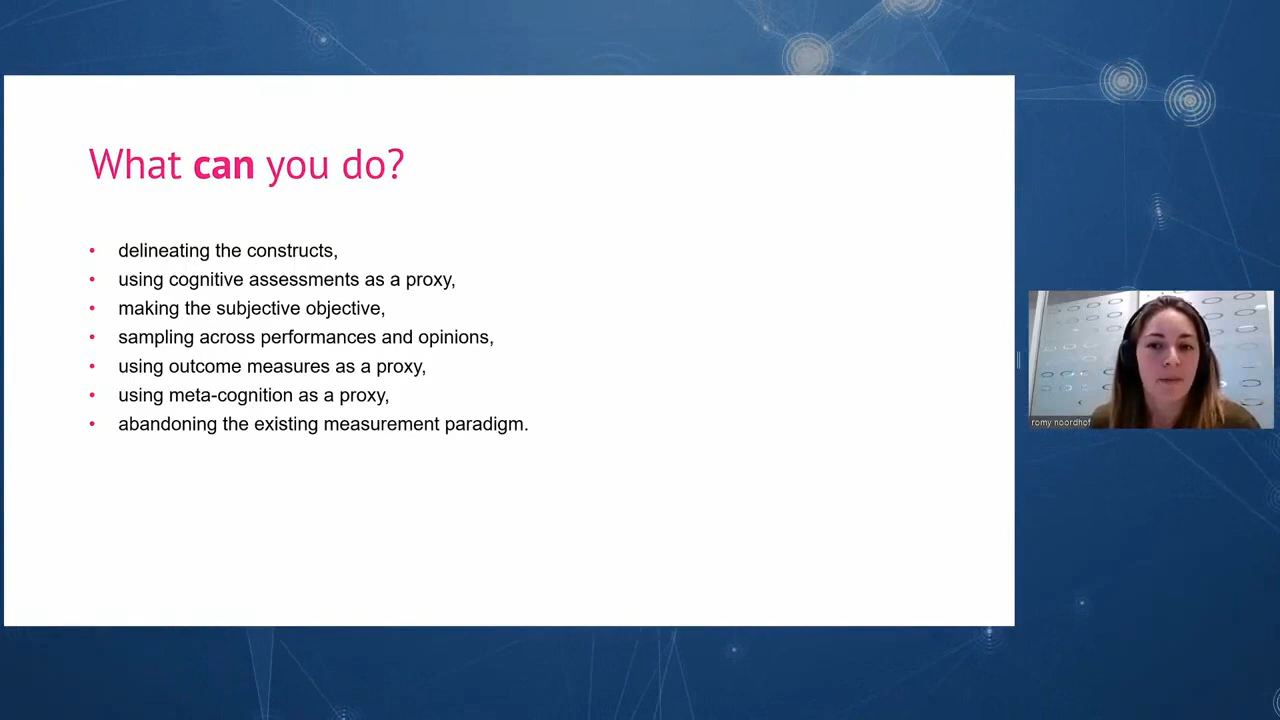 What can you do?
• delineating the constructs,
• using cognitive assessments as a proxy,
• making the subjective objective,
• sampling across performances and opinions,
• using outcome measures as a proxy,
• using meta-cognition as a proxy,
• abandoning the existing measurement paradigm.
romy noordhof